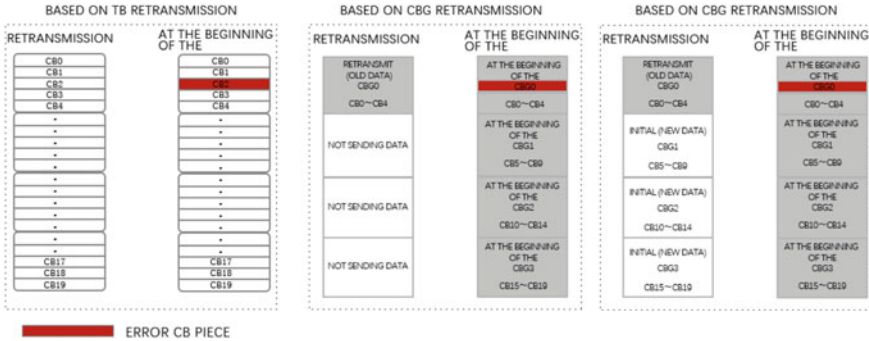 BASED ON TB RETRANSMISSION
RETRANSMISSION
AT THE BEGINNING
OF THE
CB0
CB1
CB2
CB3
CB4
CB17
CB18
CB19
CB0
CB1
CB2
CB3
CB4
CB17
CB18
CB19
BASED ON CBG RETRANSMISSION
RETRANSMISSION
AT THE BEGINNING
OF THE
RETRANSMIT
(OLD DATA)
CBG0
CB0~CB4
NOT SENDING DATA
NOT SENDING DATA
NOT SENDING DATA
AT THE BEGINNING
OF THE
CBG0
CB0~CB4
AT THE BEGINNING
OF THE
CBG1
CB5~CB9
AT THE BEGINNING
OF THE
CBG2
CB10~CB14
AT THE BEGINNING
OF THE
CBG3
CB15~CB19
BASED ON CBG RETRANSMISSION
RETRANSMISSION
AT THE BEGINNING
OF THE
RETRANSMIT
(OLD DATA)
CBG0
CB0~CB4
INITIAL (NEW DATA)
CBG1
CB5~CB9
INITIAL (NEW DATA)
CBG2
CB10~CB14
INITIAL (NEW DATA)
CBG3
CB15~CB19
AT THE BEGINNING
OF THE
CBG0
CB0~CB4
AT THE BEGINNING
OF THE
CBG1
CB5~CB9
AT THE BEGINNING
OF THE
CBG2
CB10~CB14
AT THE BEGINNING
OF THE
CBG3
CB15~CB19
ERROR CB PIECE